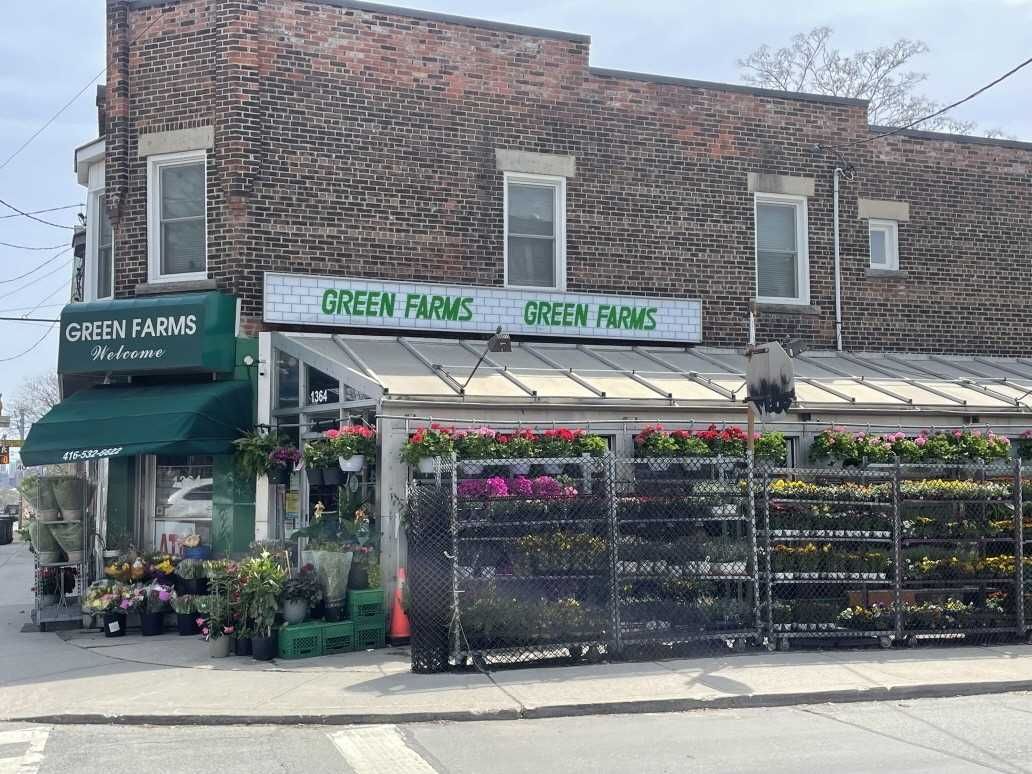 GREEN FARMS GREEN FARMS
GREEN FARMS
Welcome
1364
416-532-6622